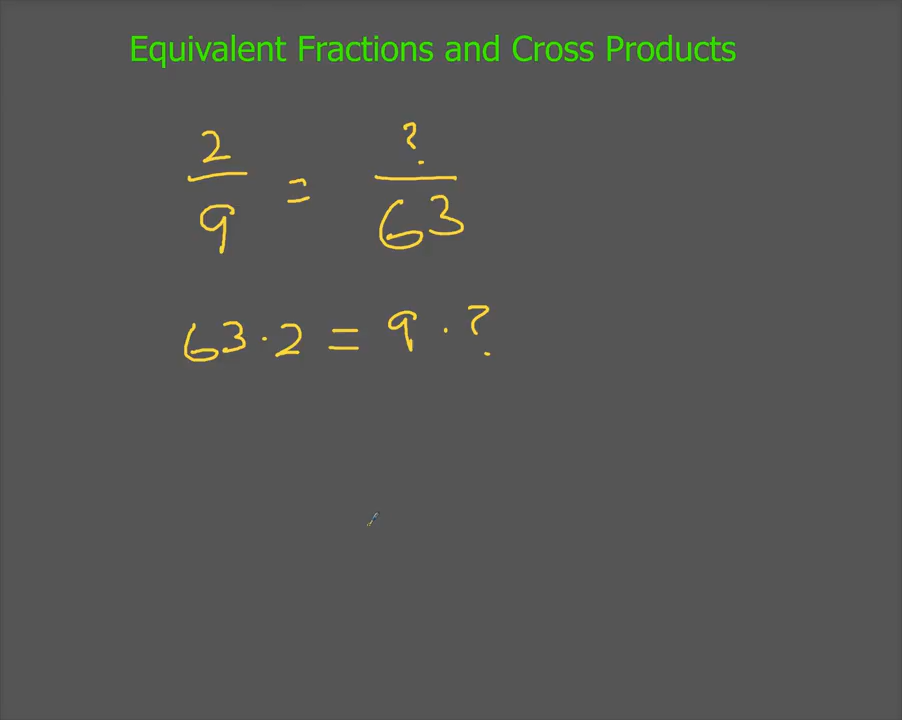 Equivalent Fractions and Cross Products
2/9 = ?/63
63 · 2 = 9 · ?